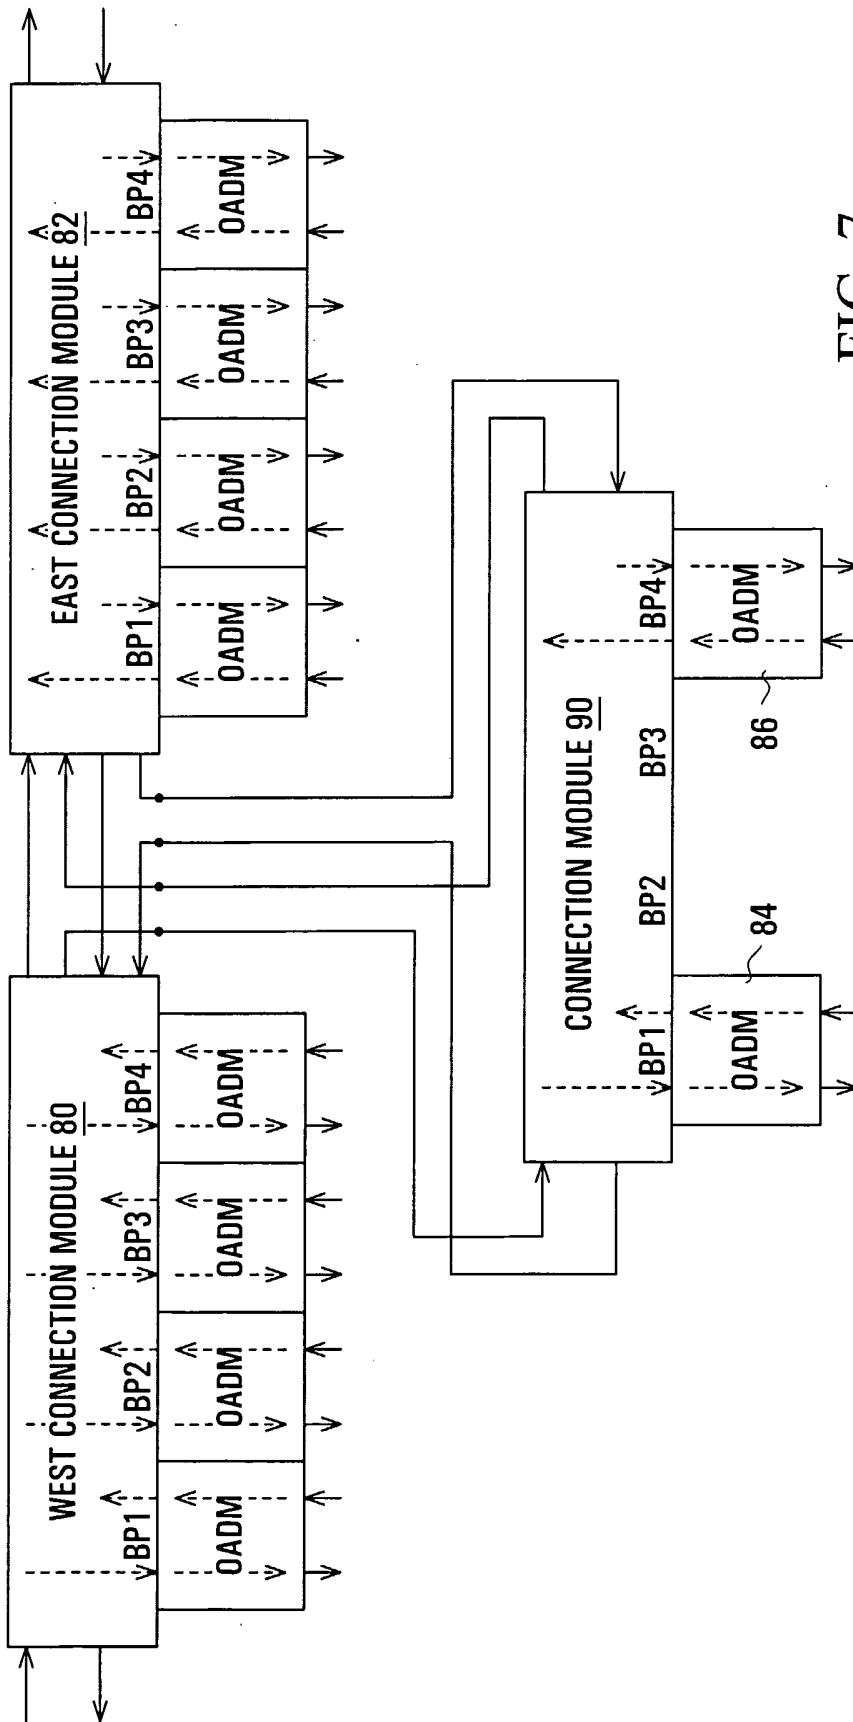 WEST CONNECTION MODULE 80
BP1
BP2
BP3
BP4
OADM
OADM
OADM
OADM
EAST CONNECTION MODULE 82
BP1
BP2
BP3
BP4
OADM
OADM
OADM
OADM
CONNECTION MODULE 90
BP1
BP2
BP3
BP4
OADM
84
OADM
86
FIG. 7